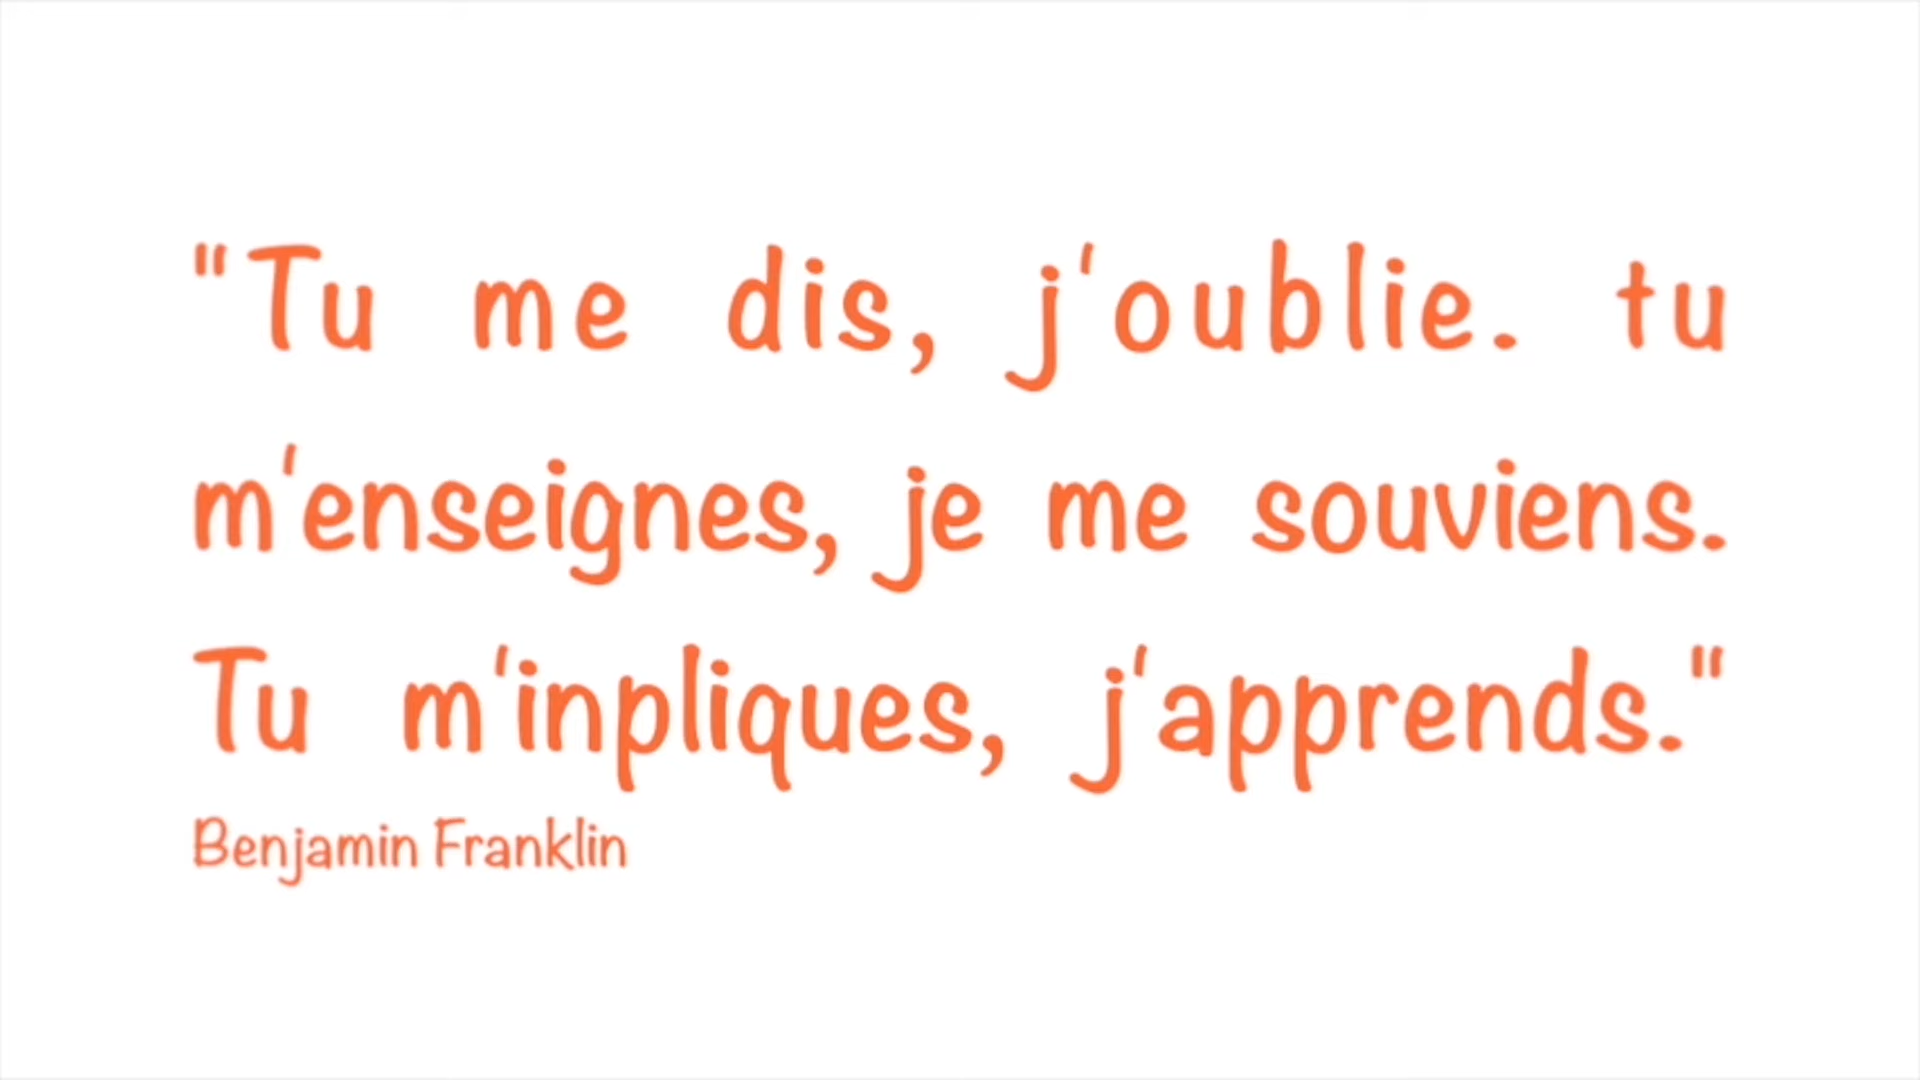 "Tu me dis, j'oublie. tu
m'enseignes, je me souviens.
Tu m'inpliques, j'apprends."
Benjamin Franklin